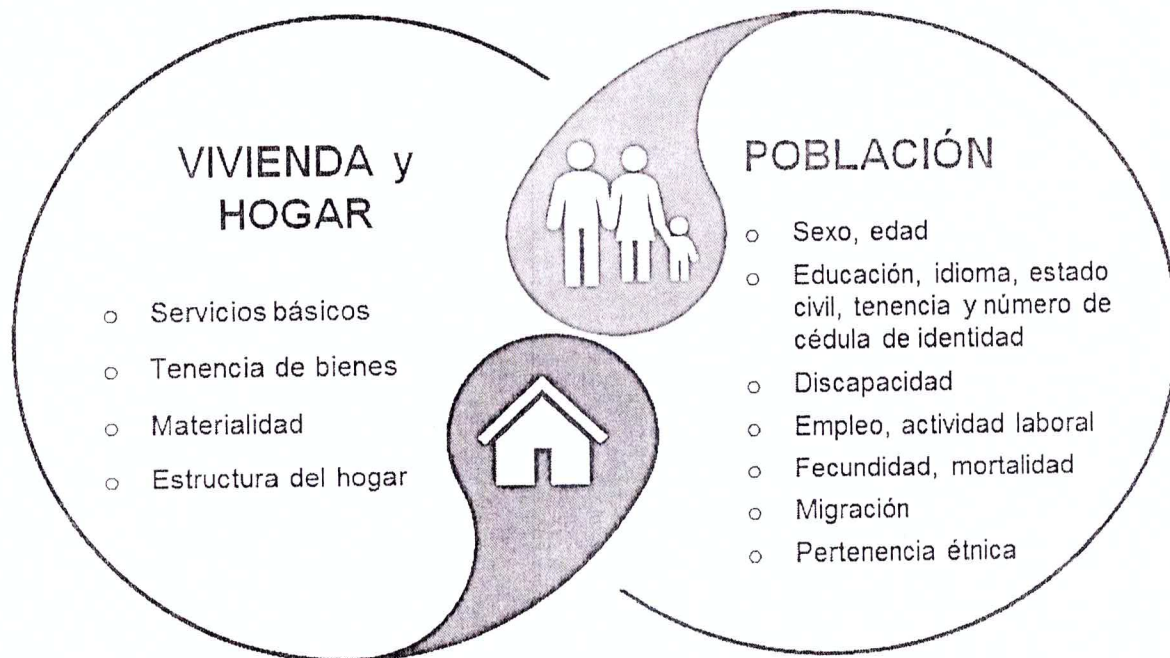 VIVIENDA y
HOGAR
○ Servicios básicos
○ Tenencia de bienes
○ Materialidad
○ Estructura del hogar
POBLACIÓN
○ Sexo, edad
○ Educación, idioma, estado
civil, tenencia y número de
cédula de identidad
○ Discapacidad
○ Empleo, actividad laboral
○ Fecundidad, mortalidad
○ Migración
○ Pertenencia étnica